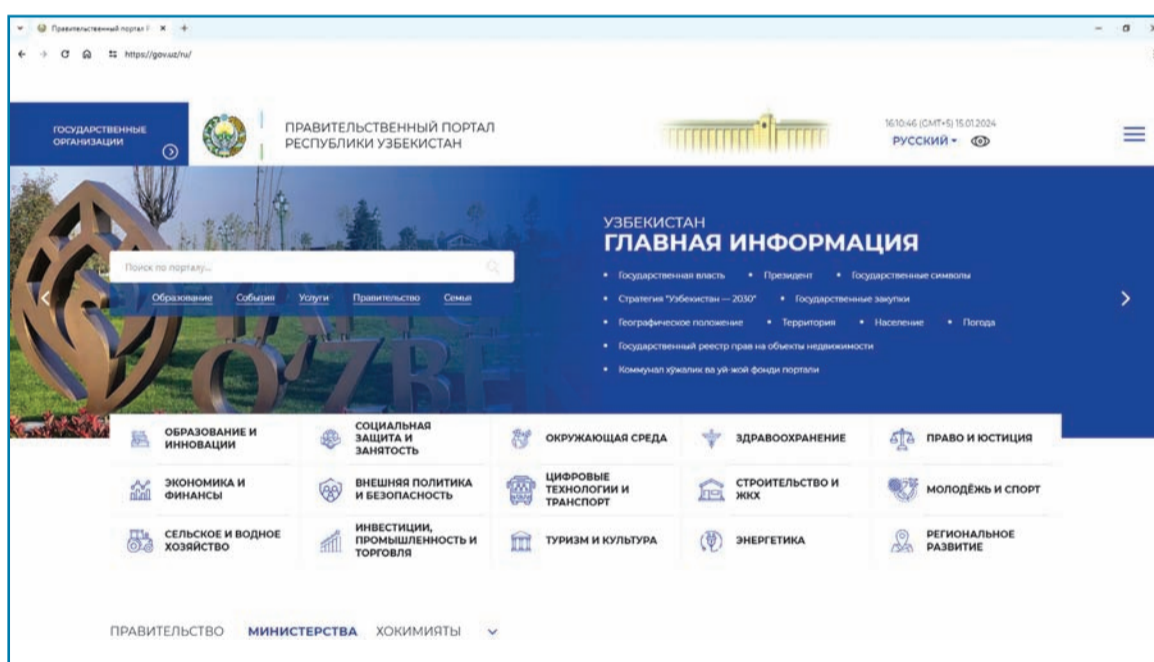 Правительственный портал
https://gov.uz/ru/
ГОСУДАРСТВЕННЫЕ
ОРГАНИЗАЦИИ
ПРАВИТЕЛЬСТВЕННЫЙ ПОРТАЛ
РЕСПУБЛИКИ УЗБЕКИСТАН
16:10:46 (GMT+5) 15.01.2024
РУССКИЙ
Поиск по порталу...
Образование События Услуги Правительство Семья
O'ZBE
УЗБЕКИСТАН
ГЛАВНАЯ ИНФОРМАЦИЯ
• Государственная власть • Президент • Государственные символы
• Стратегия "Узбекистан — 2030" • Государственные закупки
• Географическое положение • Территория • Население • Погода
• Государственный реестр прав на объекты недвижимости
• Коммунал хўжалик ва уй-жой фонди портали
ОБРАЗОВАНИЕ И
ИННОВАЦИИ
СОЦИАЛЬНАЯ
ЗАЩИТА И
ЗАНЯТОСТЬ
ОКРУЖАЮЩАЯ СРЕДА
ЗДРАВООХРАНЕНИЕ
ПРАВО И ЮСТИЦИЯ
ЭКОНОМИКА И
ФИНАНСЫ
ВНЕШНЯЯ ПОЛИТИКА
И БЕЗОПАСНОСТЬ
ЦИФРОВЫЕ
ТЕХНОЛОГИИ И
ТРАНСПОРТ
СТРОИТЕЛЬСТВО И
ЖКХ
МОЛОДЁЖЬ И СПОРТ
СЕЛЬСКОЕ И ВОДНОЕ
ХОЗЯЙСТВО
ИНВЕСТИЦИИ,
ПРОМЫШЛЕННОСТЬ И
ТОРГОВЛЯ
ТУРИЗМ И КУЛЬТУРА
ЭНЕРГЕТИКА
РЕГИОНАЛЬНОЕ
РАЗВИТИЕ
ПРАВИТЕЛЬСТВО МИНИСТЕРСТВА ХОКИМИЯТЫ